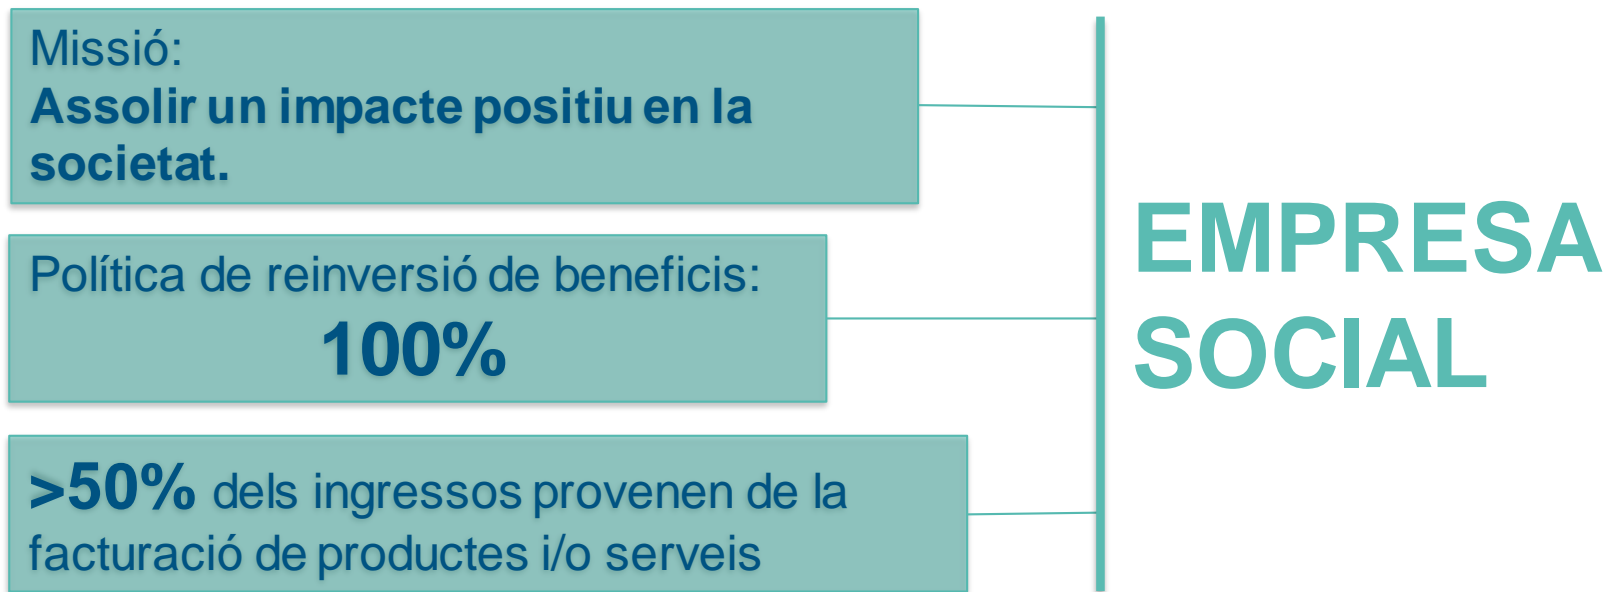 Missió:
Assolir un impacte positiu en la
societat.
Política de reinversió de beneficis:
100%
>50% dels ingressos provenen de la
facturació de productes i/o serveis
EMPRESA
SOCIAL